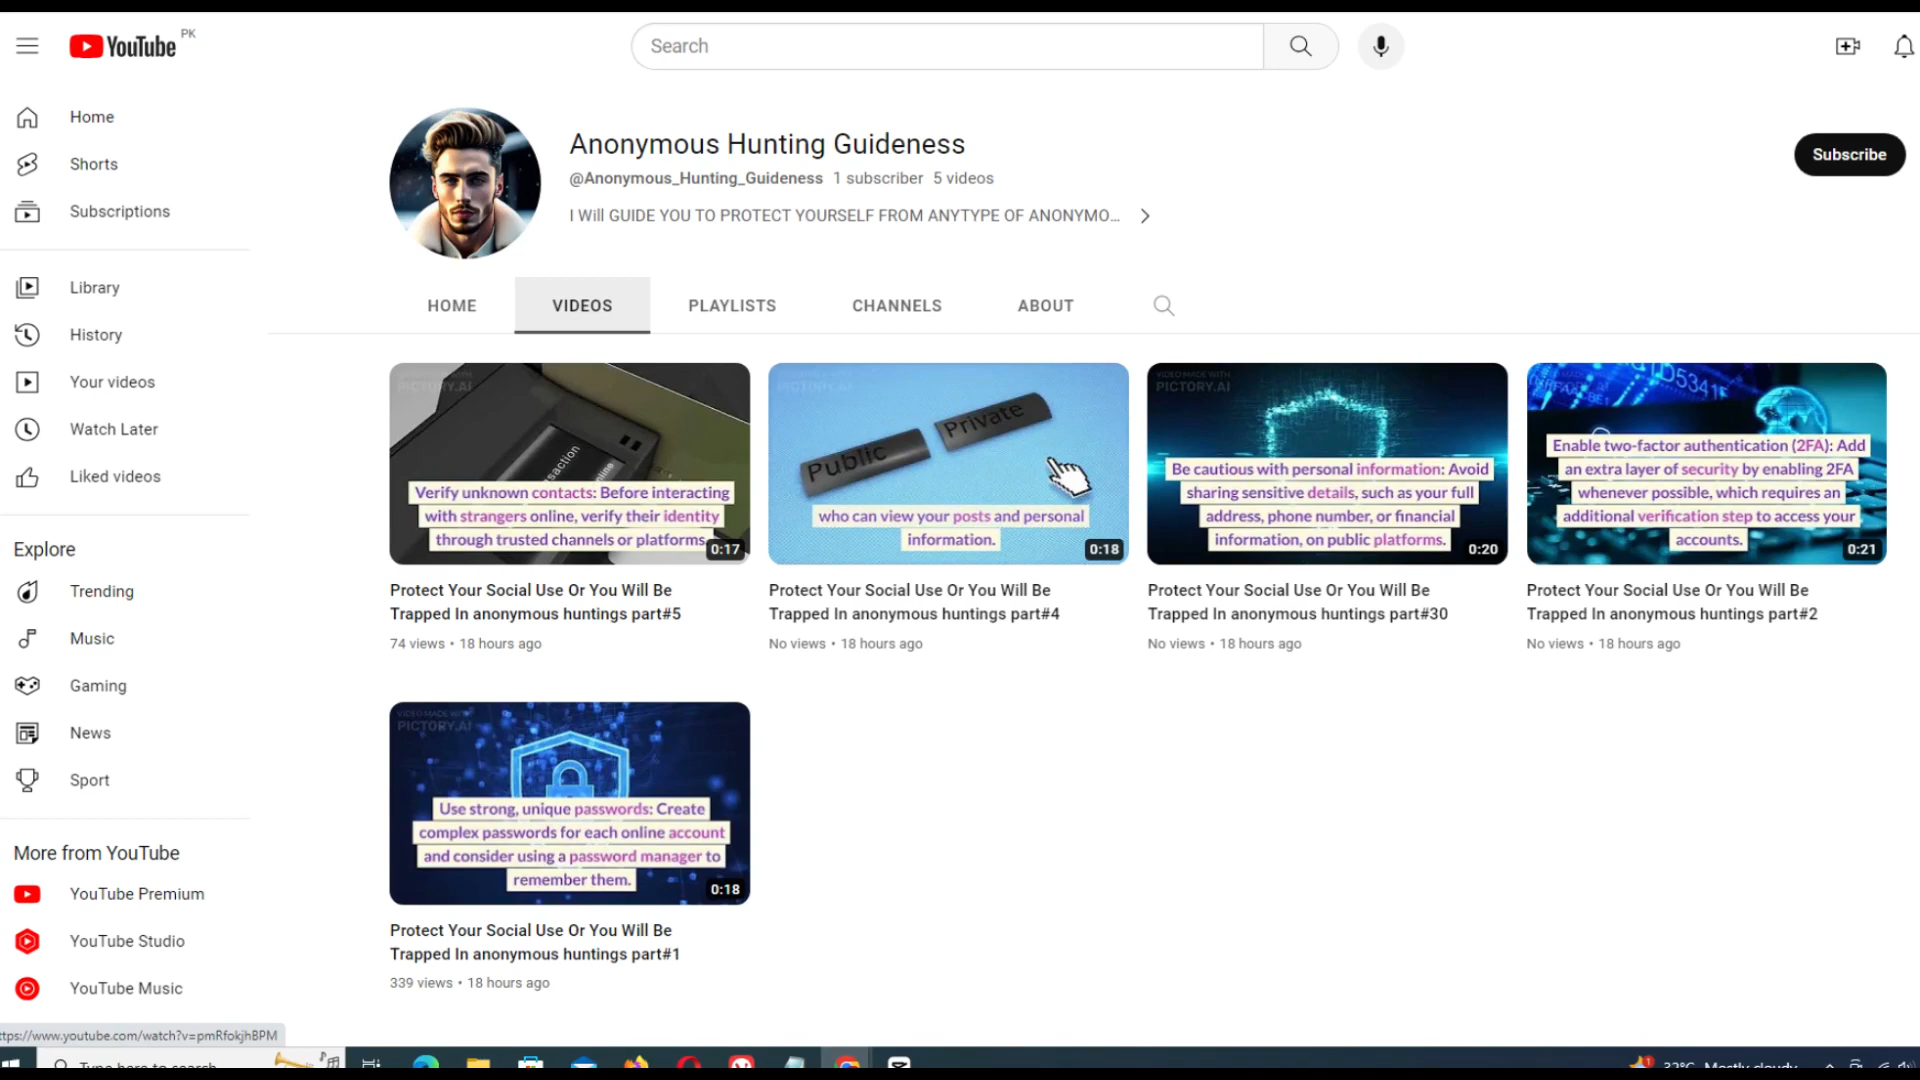 YouTube PK
Search
Home
Shorts
Subscriptions
Library
History
Your videos
Watch Later
Liked videos
Explore
Trending
Music
Gaming
News
Sport
More from YouTube
YouTube Premium
YouTube Studio
YouTube Music
Anonymous Hunting Guideness
@Anonymous_Hunting_Guideness 1 subscriber 5 videos
I Will GUIDE YOU TO PROTECT YOURSELF FROM ANYTYPE OF ANONYMO...
Subscribe
HOME VIDEOS PLAYLISTS CHANNELS ABOUT
Verify unknown contacts: Before interacting
with strangers online, verify their identity
through trusted channels or platforms.
0:17
Protect Your Social Use Or You Will Be
Trapped In anonymous huntings part#5
74 views • 18 hours ago
VIDEO MADE WITH
PICTORY.AI
Public Private
who can view your posts and personal
information.
0:18
Protect Your Social Use Or You Will Be
Trapped In anonymous huntings part#4
No views • 18 hours ago
VIDEO MADE WITH
PICTORY.AI
Be cautious with personal information: Avoid
sharing sensitive details, such as your full
address, phone number, or financial
information, on public platforms.
0:20
Protect Your Social Use Or You Will Be
Trapped In anonymous huntings part#30
No views • 18 hours ago
Enable two-factor authentication (2FA): Add
an extra layer of security by enabling 2FA
whenever possible, which requires an
additional verification step to access your
accounts.
0:21
Protect Your Social Use Or You Will Be
Trapped In anonymous huntings part#2
No views • 18 hours ago
VIDEO MADE WITH
PICTORY.AI
Use strong, unique passwords: Create
complex passwords for each online account
and consider using a password manager to
remember them.
0:18
Protect Your Social Use Or You Will Be
Trapped In anonymous huntings part#1
339 views • 18 hours ago
ttps://www.youtube.com/watch?v=pmRfokjhBPM
Type here to search
32°C Mostly cloudy